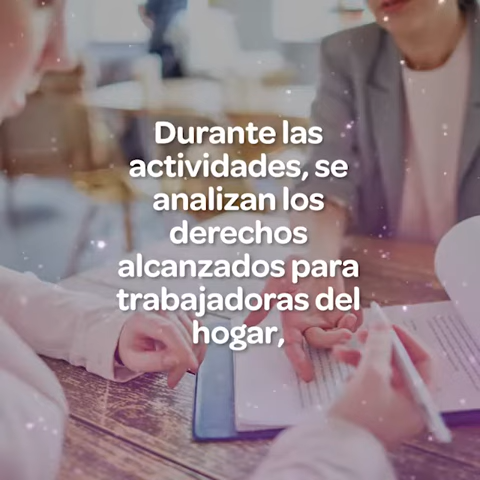 Durante las
actividades, se
analizan los
derechos
alcanzados para
trabajadoras del
hogar,